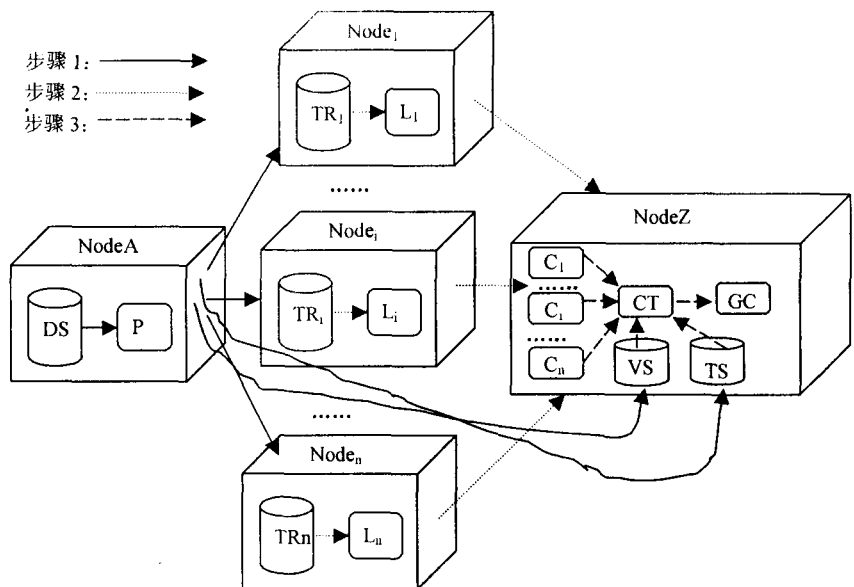 步骤 1:
步骤 2:
步骤 3:
Node₁
TR₁
L₁
......
NodeA
DS
P
Nodeᵢ
TRᵢ
Lᵢ
......
Nodeₙ
TRn
Lₙ
NodeZ
C₁
......
C₁
......
Cₙ
CT
GC
VS
TS